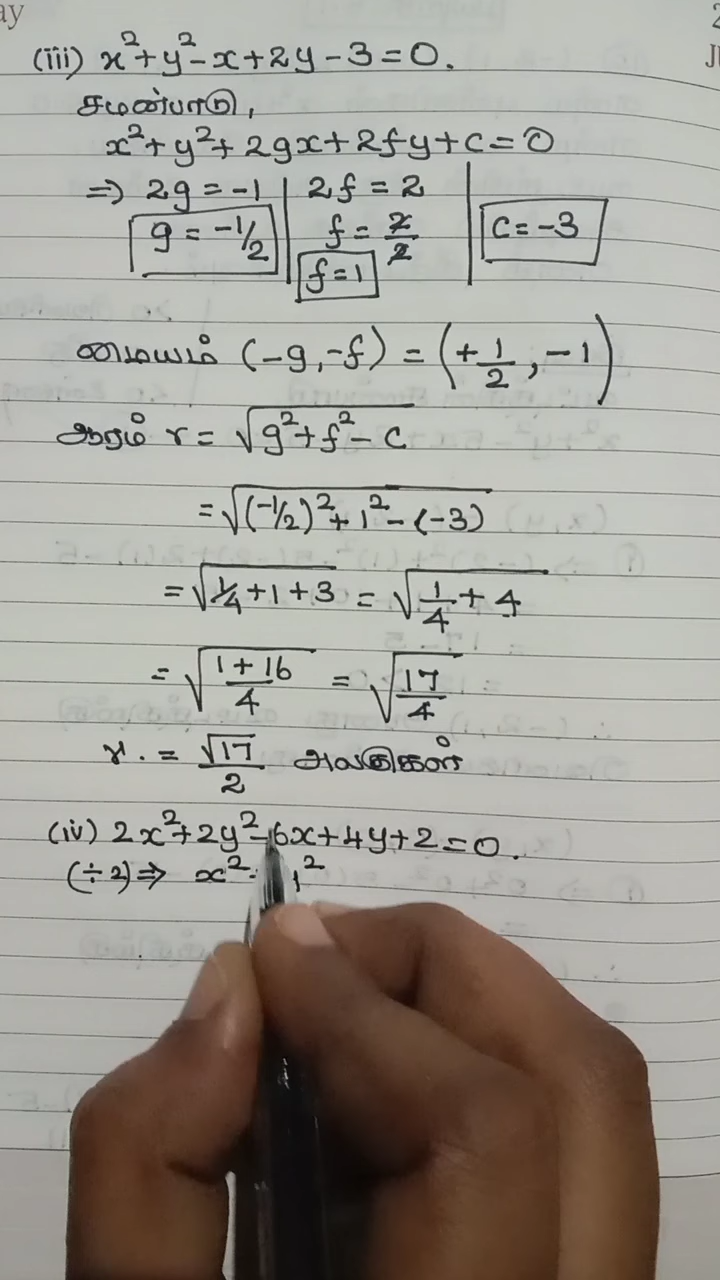 ay
2
(iii) x²+y²-x+2y-3=0.
சமன்பாடு,
x²+y²+2gx+2fy+c=0
⇒ 2g=-1 | 2f=2
g=-1/2 | f=2/2 | c=-3
f=1
மையம் (-g,-f) = (+1/2, -1)
ஆரம் r = √(g²+f²-c)
= √((-1/2)²+1²-(-3))
= √(1/4+1+3) = √(1/4+4)
= √((1+16)/4) = √(17/4)
r. = √17/2 அலகுகள்
(iv) 2x²+2y²-6x+4y+2=0.
(÷2)⇒ x²